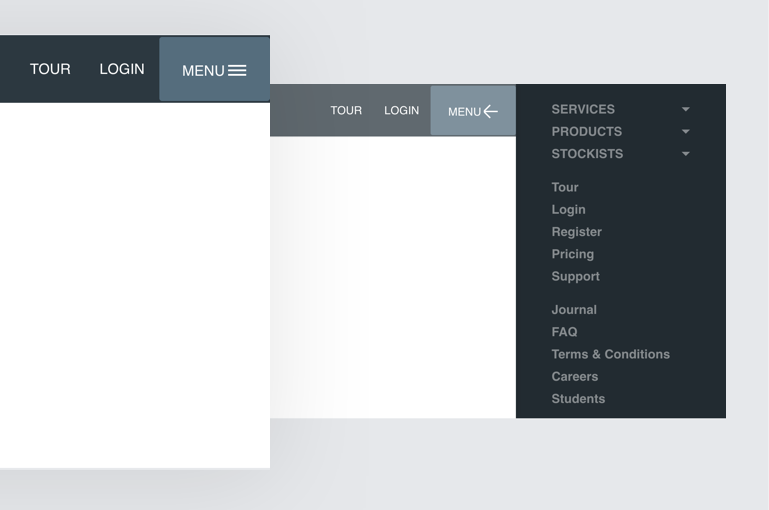 TOUR LOGIN MENU
TOUR LOGIN MENU
SERVICES
PRODUCTS
STOCKISTS
Tour
Login
Register
Pricing
Support
Journal
FAQ
Terms & Conditions
Careers
Students